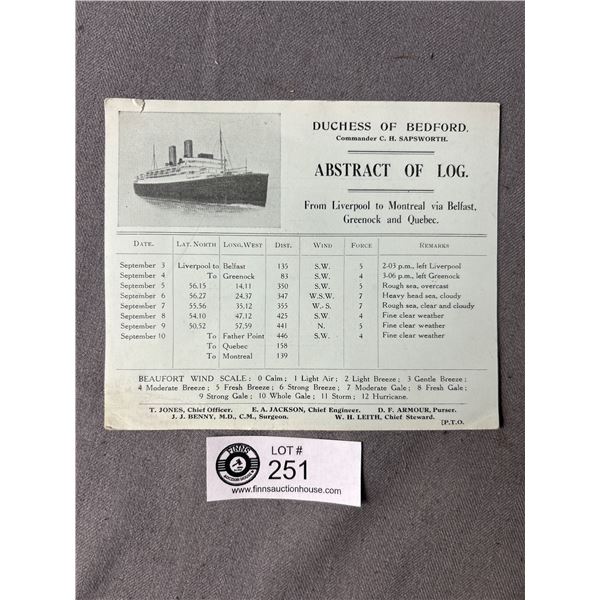 DUCHESS OF BEDFORD.
Commander C. H. SAPSWORTH.
ABSTRACT OF LOG.
From Liverpool to Montreal via Belfast,
Greenock and Quebec.
DATE. LAT. NORTH LONG. WEST DIST. WIND FORCE REMARKS
September 3 Liverpool to Belfast 135 S.W. 5 2-03 p.m., left Liverpool
September 4 To Greenock 83 S.W. 4 3-06 p.m., left Greenock
September 5 56.15 14.11 350 S.W. 5 Rough sea, overcast
September 6 56.27 24.37 347 W.S.W. 7 Heavy head sea, cloudy
September 7 55.56 35.12 355 W.-S. 7 Rough sea, clear and cloudy
September 8 54.10 47.12 425 S.W. 4 Fine clear weather
September 9 50.52 57.59 441 N. 5 Fine clear weather
September 10 To Father Point 446 S.W. 4 Fine clear weather
To Quebec 158
To Montreal 139
BEAUFORT WIND SCALE: 0 Calm; 1 Light Air; 2 Light Breeze; 3 Gentle Breeze;
4 Moderate Breeze; 5 Fresh Breeze; 6 Strong Breeze; 7 Moderate Gale; 8 Fresh Gale;
9 Strong Gale; 10 Whole Gale; 11 Storm; 12 Hurricane.
T. JONES, Chief Officer. E. A. JACKSON, Chief Engineer. D. F. ARMOUR, Purser.
J. J. BENNY, M.D., C.M., Surgeon. W. H. LEITH, Chief Steward.
[P.T.O.
FINNS
AUCTION HOUSE
LOT #
251
www.finnsauctionhouse.com